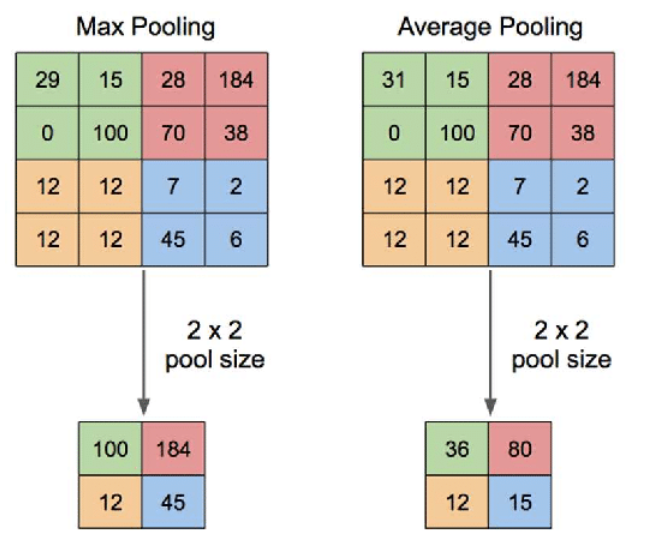 Max Pooling
29 15 28 184
0 100 70 38
12 12 7 2
12 12 45 6
2 x 2
pool size
100 184
12 45
Average Pooling
31 15 28 184
0 100 70 38
12 12 7 2
12 12 45 6
2 x 2
pool size
36 80
12 15